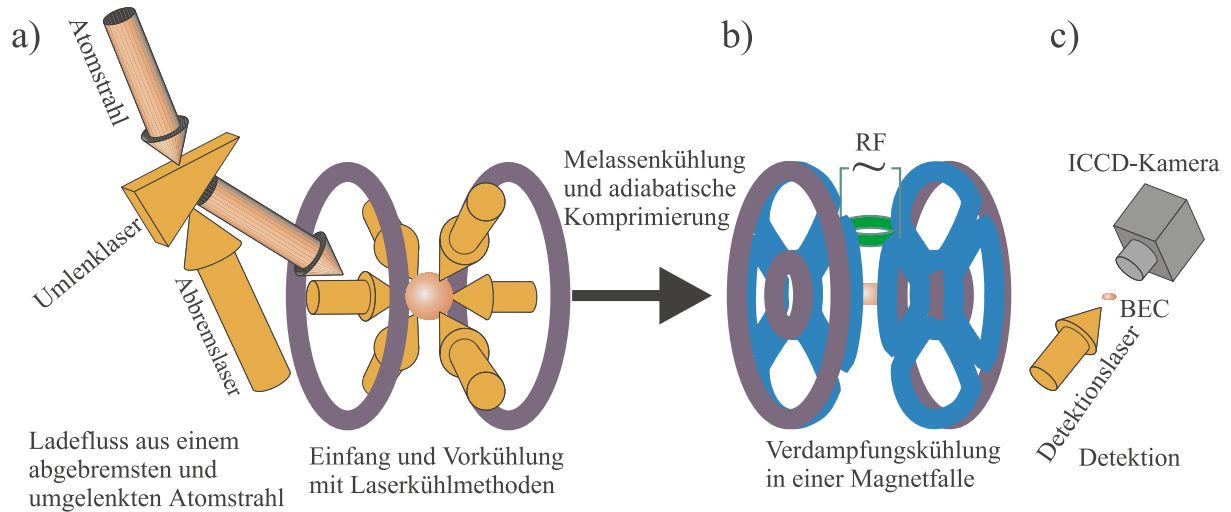 a)
Atomstrahl
Umlenklaser
Abbremslaser
Ladefluss aus einem
abgebremsten und
umgelenkten Atomstrahl
Einfang und Vorkühlung
mit Laserkühlmethoden
Melassenkühlung
und adiabatische
Komprimierung
b)
RF
~
Verdampfungskühlung
in einer Magnetfalle
c)
ICCD-Kamera
BEC
Detektionslaser
Detektion